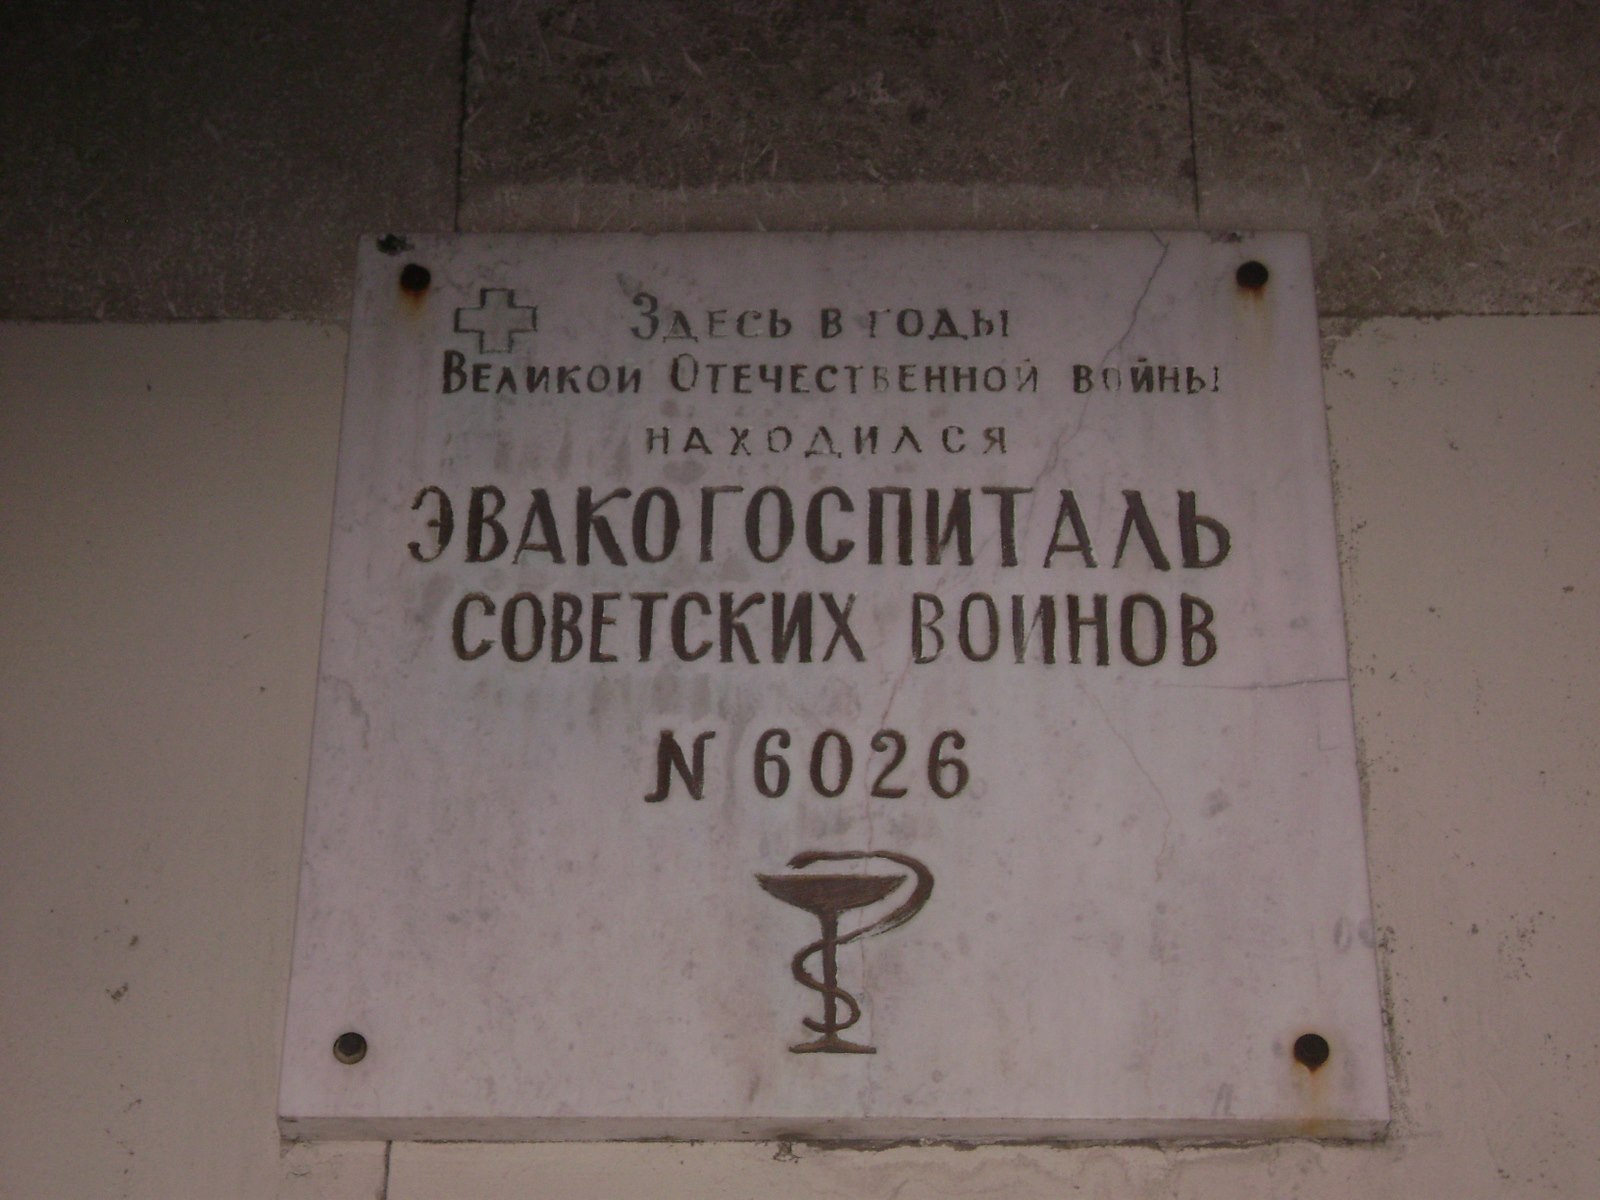 Здесь в годы
Великой Отечественной войны
находился
ЭВАКОГОСПИТАЛЬ
СОВЕТСКИХ ВОИНОВ
N 6026